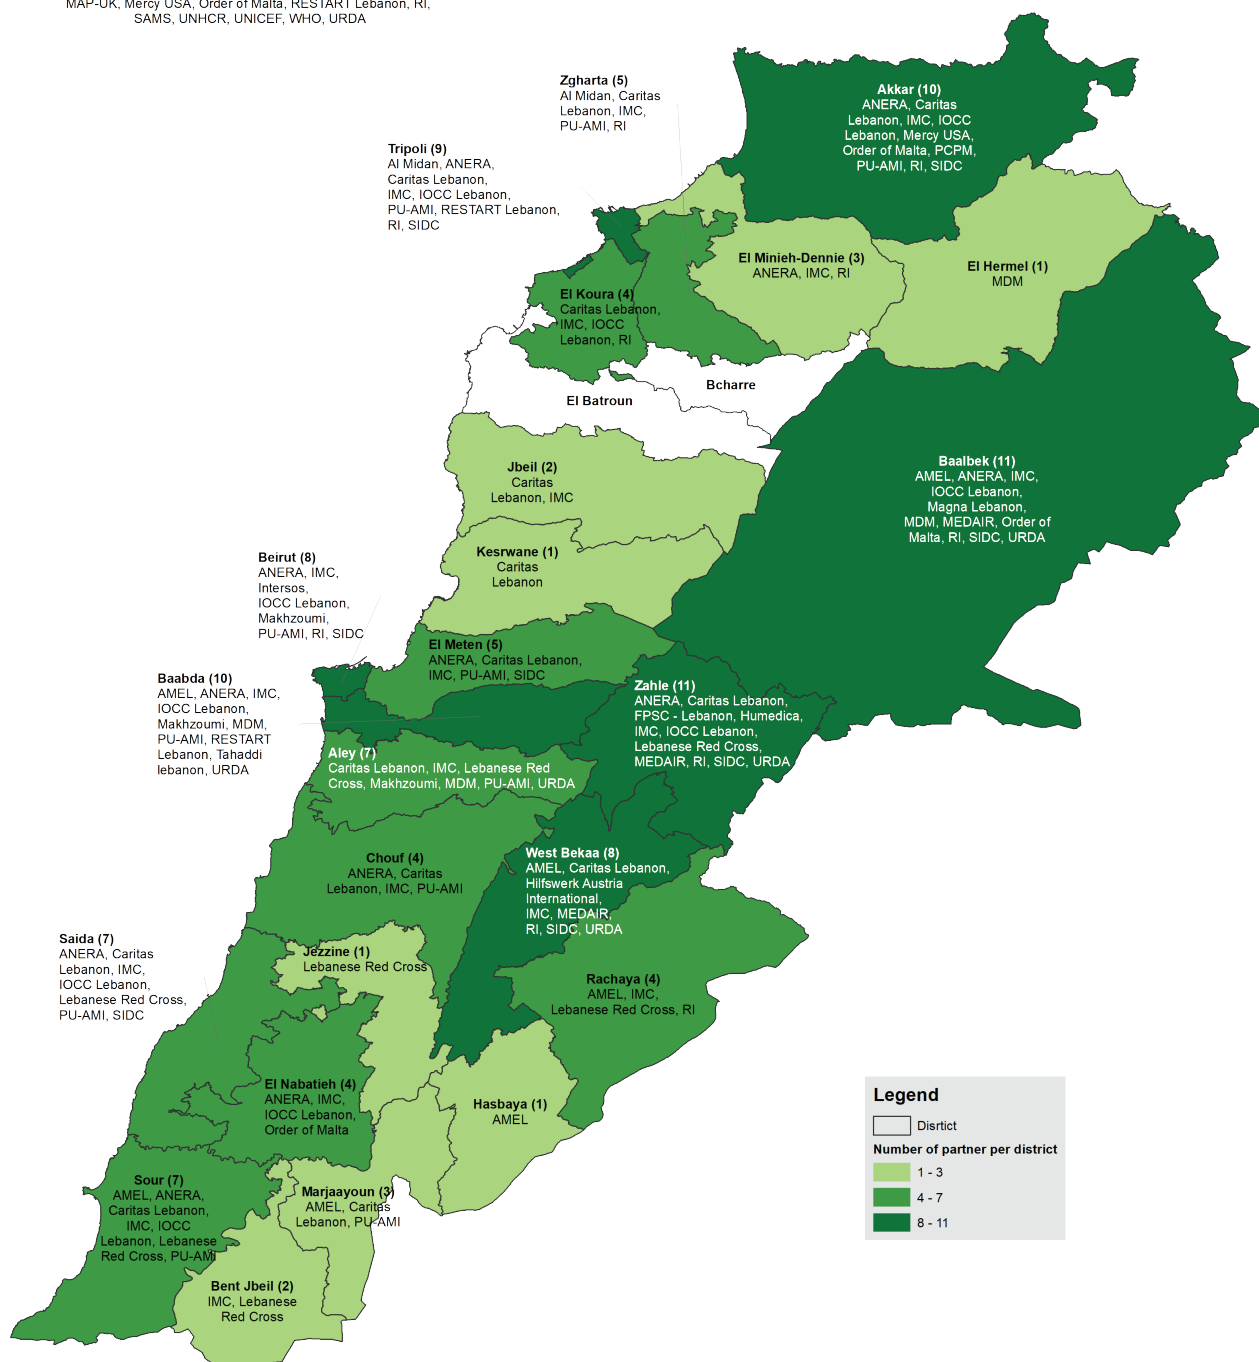 MAP-UK, Mercy USA, Order of Malta, RESTART Lebanon, RI,
SAMS, UNHCR, UNICEF, WHO, URDA
Zgharta (5)
Al Midan, Caritas
Lebanon, IMC,
PU-AMI, RI
Akkar (10)
ANERA, Caritas
Lebanon, IMC, IOCC
Lebanon, Mercy USA,
Order of Malta, PCPM,
PU-AMI, RI, SIDC
Tripoli (9)
Al Midan, ANERA,
Caritas Lebanon,
IMC, IOCC Lebanon,
PU-AMI, RESTART Lebanon,
RI, SIDC
El Minieh-Dennie (3)
ANERA, IMC, RI
El Hermel (1)
MDM
El Koura (4)
Caritas Lebanon,
IMC, IOCC
Lebanon, RI
Bcharre
El Batroun
Jbeil (2)
Caritas
Lebanon, IMC
Baalbek (11)
AMEL, ANERA, IMC,
IOCC Lebanon,
Magna Lebanon,
MDM, MEDAIR, Order of
Malta, RI, SIDC, URDA
Kesrwane (1)
Caritas
Lebanon
Beirut (8)
ANERA, IMC,
Intersos,
IOCC Lebanon,
Makhzoumi,
PU-AMI, RI, SIDC
El Meten (5)
ANERA, Caritas Lebanon,
IMC, PU-AMI, SIDC
Baabda (10)
AMEL, ANERA, IMC,
IOCC Lebanon,
Makhzoumi, MDM,
PU-AMI, RESTART
Lebanon, Tahaddi
lebanon, URDA
Zahle (11)
ANERA, Caritas Lebanon,
FPSC - Lebanon, Humedica,
IMC, IOCC Lebanon,
Lebanese Red Cross,
MEDAIR, RI, SIDC, URDA
Aley (7)
Caritas Lebanon, IMC, Lebanese Red
Cross, Makhzoumi, MDM, PU-AMI, URDA
Chouf (4)
ANERA, Caritas
Lebanon, IMC, PU-AMI
West Bekaa (8)
AMEL, Caritas Lebanon,
Hilfswerk Austria
International,
IMC, MEDAIR,
RI, SIDC, URDA
Saida (7)
ANERA, Caritas
Lebanon, IMC,
IOCC Lebanon,
Lebanese Red Cross,
PU-AMI, SIDC
Jezzine (1)
Lebanese Red Cross
Rachaya (4)
AMEL, IMC,
Lebanese Red Cross, RI
El Nabatieh (4)
ANERA, IMC,
IOCC Lebanon,
Order of Malta
Hasbaya (1)
AMEL
Sour (7)
AMEL, ANERA,
Caritas Lebanon,
IMC, IOCC
Lebanon, Lebanese
Red Cross, PU-AMI
Marjaayoun (3)
AMEL, Caritas
Lebanon, PU-AMI
Bent Jbeil (2)
IMC, Lebanese
Red Cross
Legend
Disrtict
Number of partner per district
1 - 3
4 - 7
8 - 11